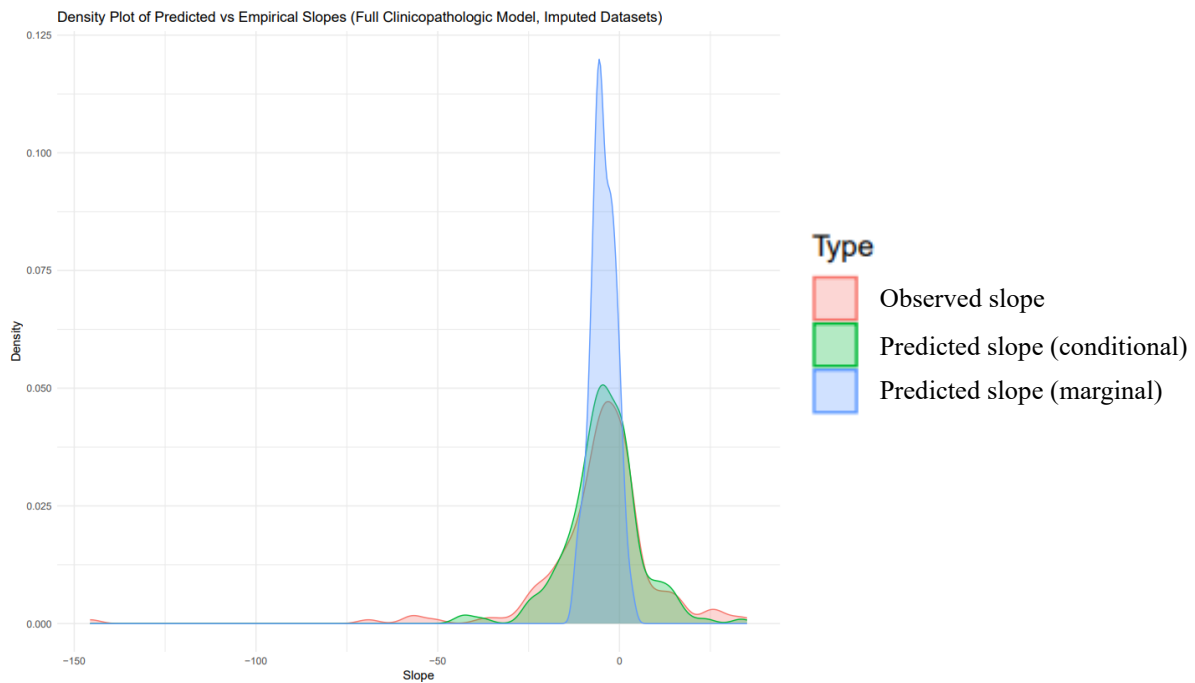 Density Plot of Predicted vs Empirical Slopes (Full Clinicopathologic Model, Imputed Datasets)
0.125
0.100
0.075
0.050
0.025
0.000
Density
−150
−100
−50
0
Slope
Type
Observed slope
Predicted slope (conditional)
Predicted slope (marginal)